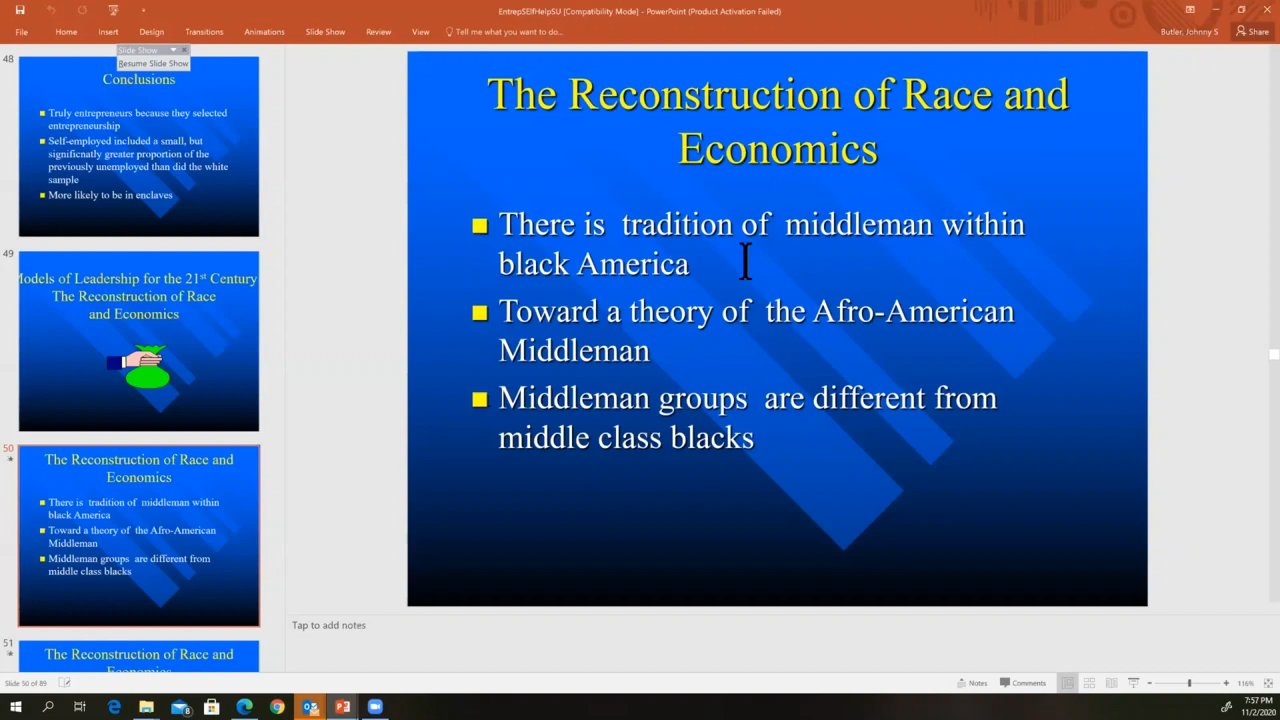 EntrepSElfHelpSU [Compatibility Mode] - PowerPoint (Product Activation Failed)
File Home Insert Design Transitions Animations Slide Show Review View Tell me what you want to do... Butler, Johnny S Share
Slide Show
Resume Slide Show
48
Conclusions
Truly entrepreneurs because they selected
entrepreneurship
Self-employed included a small, but
significnatly greater proportion of the
previously unemployed than did the white
sample
More likely to be in enclaves
49
Models of Leadership for the 21st Century
The Reconstruction of Race
and Economics
50
The Reconstruction of Race and
Economics
There is tradition of middleman within
black America
Toward a theory of the Afro-American
Middleman
Middleman groups are different from
middle class blacks
51
The Reconstruction of Race and
Economics
The Reconstruction of Race and
Economics
There is tradition of middleman within
black America
Toward a theory of the Afro-American
Middleman
Middleman groups are different from
middle class blacks
Tap to add notes
Slide 50 of 89 Notes Comments 116%
8
7:57 PM
11/2/2020